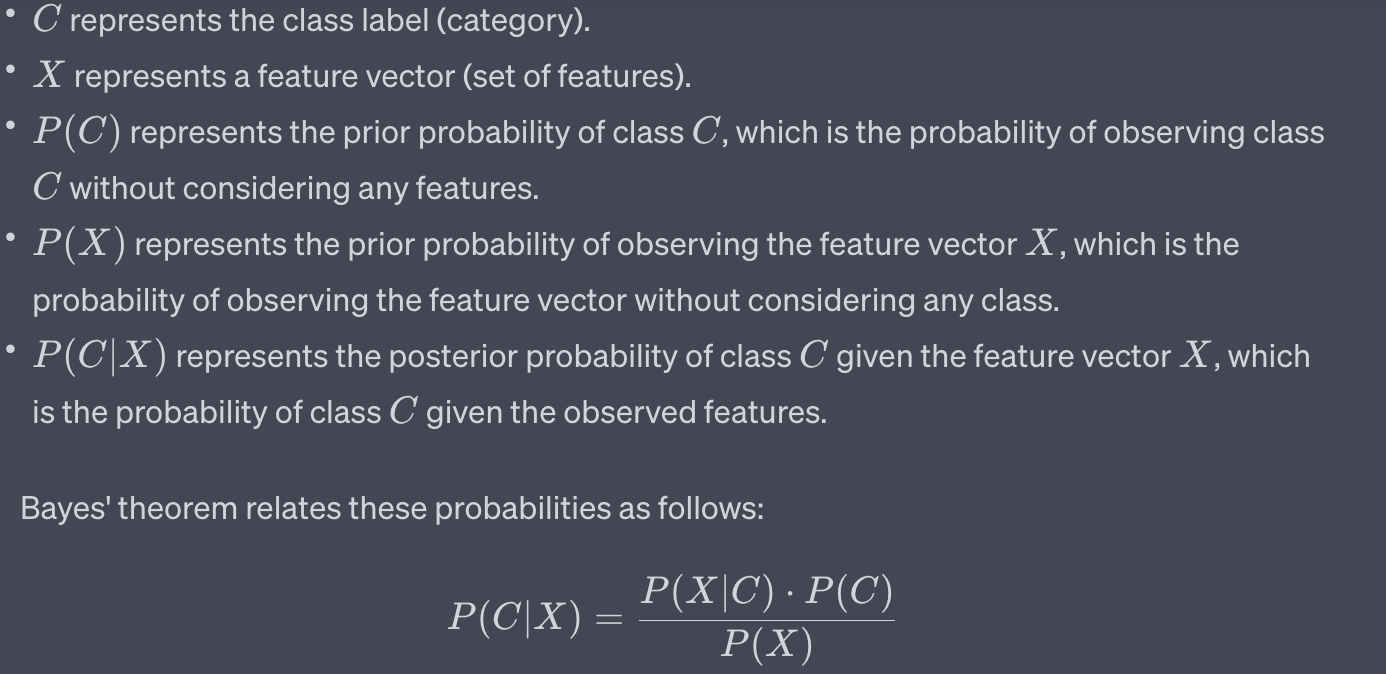 • C represents the class label (category).
• X represents a feature vector (set of features).
• P(C) represents the prior probability of class C, which is the probability of observing class
C without considering any features.
• P(X) represents the prior probability of observing the feature vector X, which is the
probability of observing the feature vector without considering any class.
• P(C|X) represents the posterior probability of class C given the feature vector X, which
is the probability of class C given the observed features.
Bayes' theorem relates these probabilities as follows:
P(C|X) = P(X|C) · P(C) / P(X)